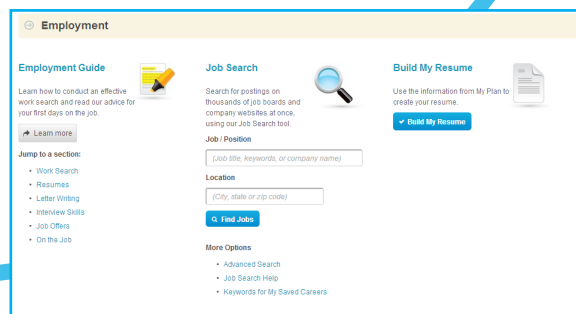 Employment
Employment Guide
Learn how to conduct an effective
work search and read our advice for
your first days on the job.
Learn more
Jump to a section:
• Work Search
• Resumes
• Letter Writing
• Interview Skills
• Job Offers
• On the Job
Job Search
Search for postings on
thousands of job boards and
company websites at once,
using our Job Search tool.
Job / Position
(Job title, keywords, or company name)
Location
(City, state or zip code)
Find Jobs
More Options
• Advanced Search
• Job Search Help
• Keywords for My Saved Careers
Build My Resume
Use the information from My Plan to
create your resume.
Build My Resume